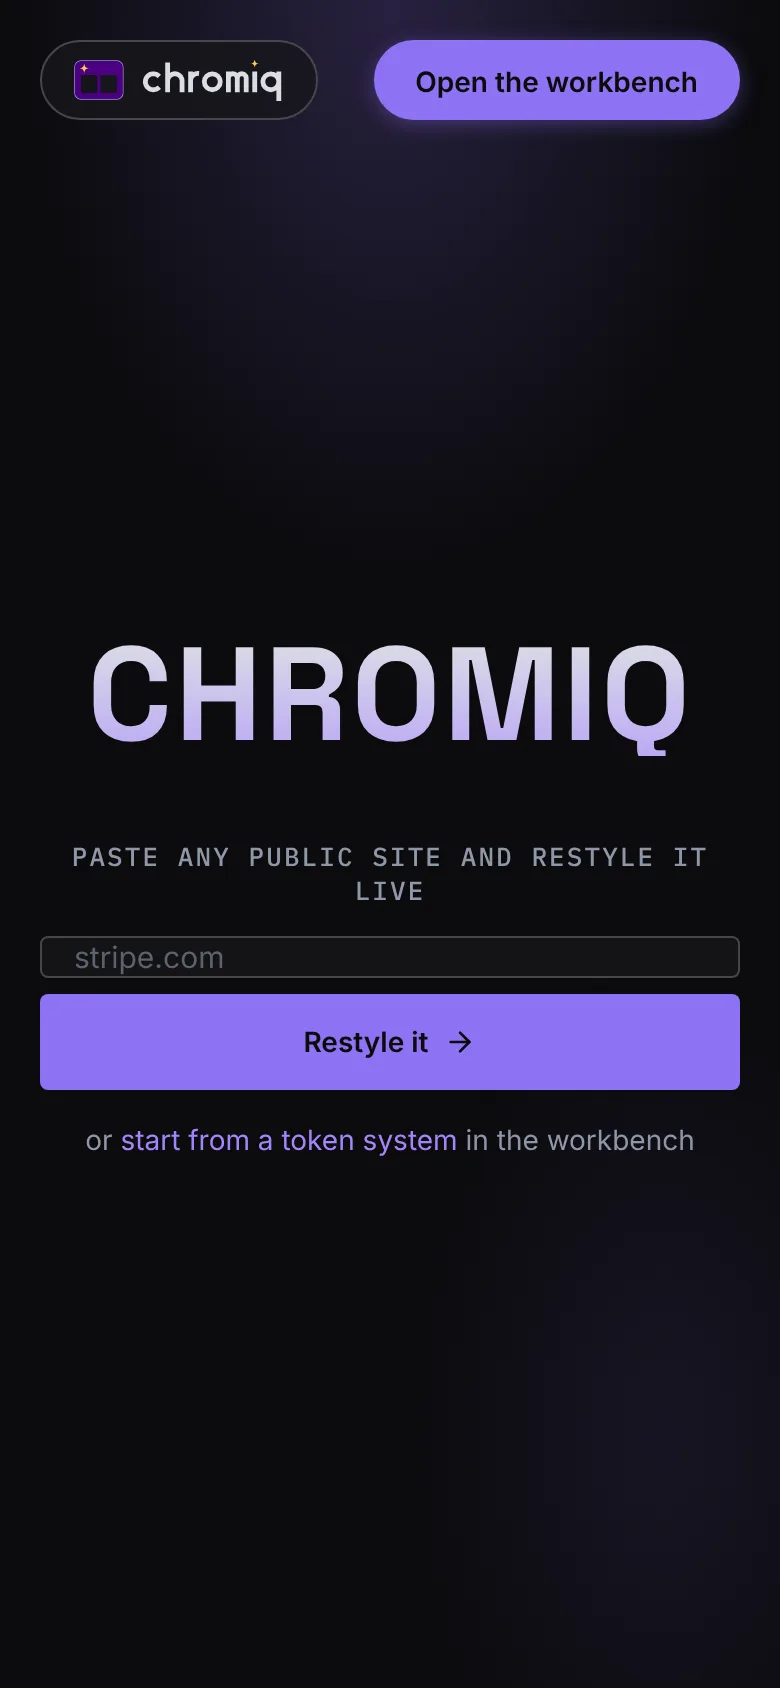 chromiq
Open the workbench
CHROMIQ
PASTE ANY PUBLIC SITE AND RESTYLE IT
LIVE
stripe.com
Restyle it →
or start from a token system in the workbench